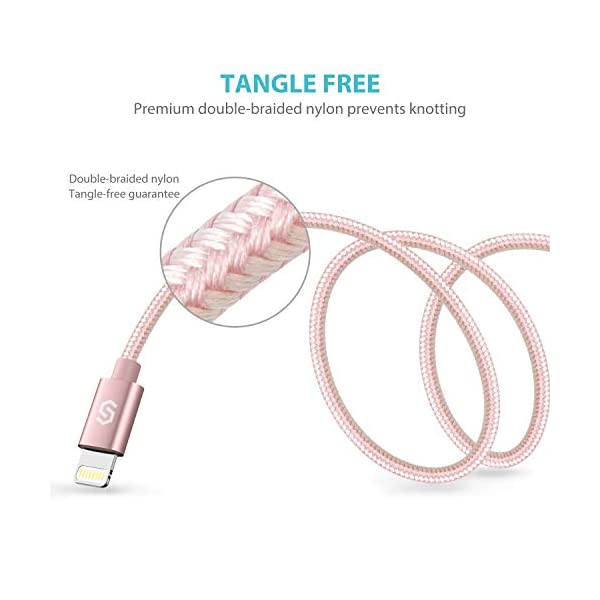 TANGLE FREE
Premium double-braided nylon prevents knotting
Double-braided nylon
Tangle-free guarantee